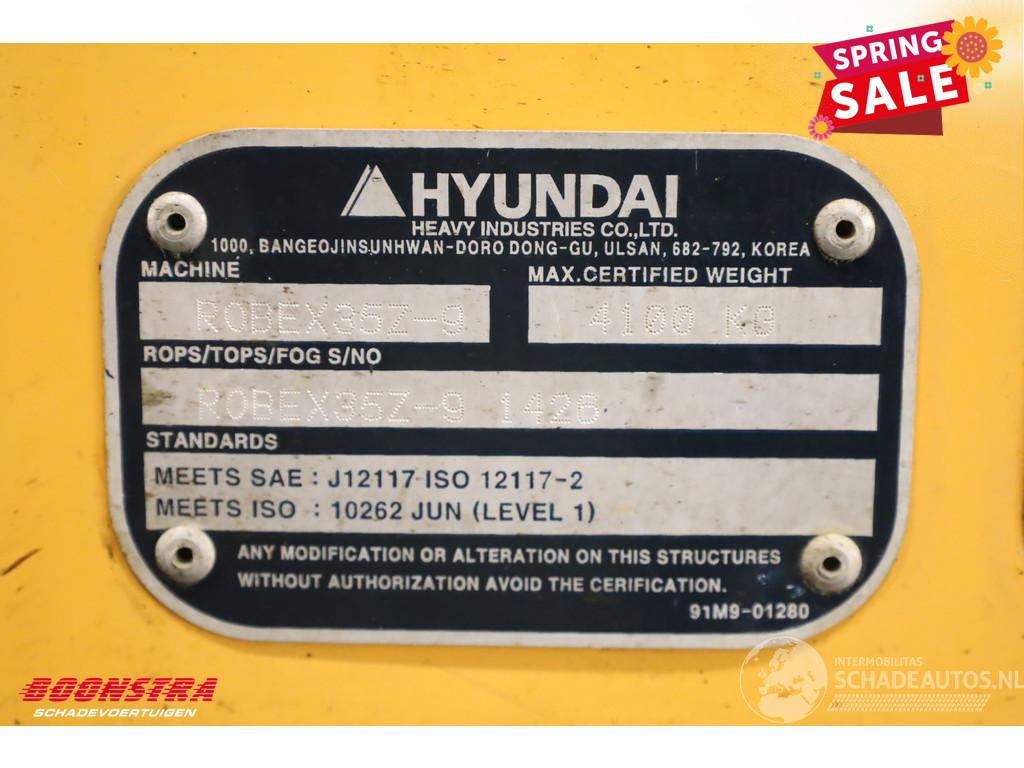 SPRING
SALE
HYUNDAI
HEAVY INDUSTRIES CO.,LTD.
1000, BANGEOJINSUNHWAN-DORO DONG-GU, ULSAN, 682-792, KOREA
MACHINE
MAX.CERTIFIED WEIGHT
ROBEX35Z-9
4100 KG
ROPS/TOPS/FOG S/NO
ROBEX35Z-9 1426
STANDARDS
MEETS SAE : J12117 ISO 12117-2
MEETS ISO : 10262 JUN (LEVEL 1)
ANY MODIFICATION OR ALTERATION ON THIS STRUCTURES
WITHOUT AUTHORIZATION AVOID THE CERIFICATION.
91M9-01280
BOONSTRA
SCHADEVOERTUIGEN
INTERMOBILITAS
SCHADEAUTOS.NL